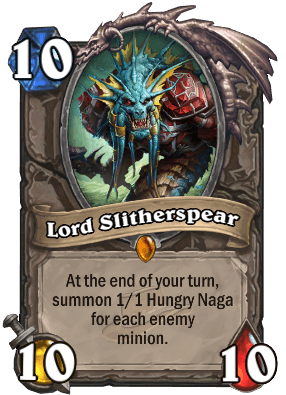 10
Lord Slitherspear
At the end of your turn,
summon 1/1 Hungry Naga
for each enemy
minion.
10 10